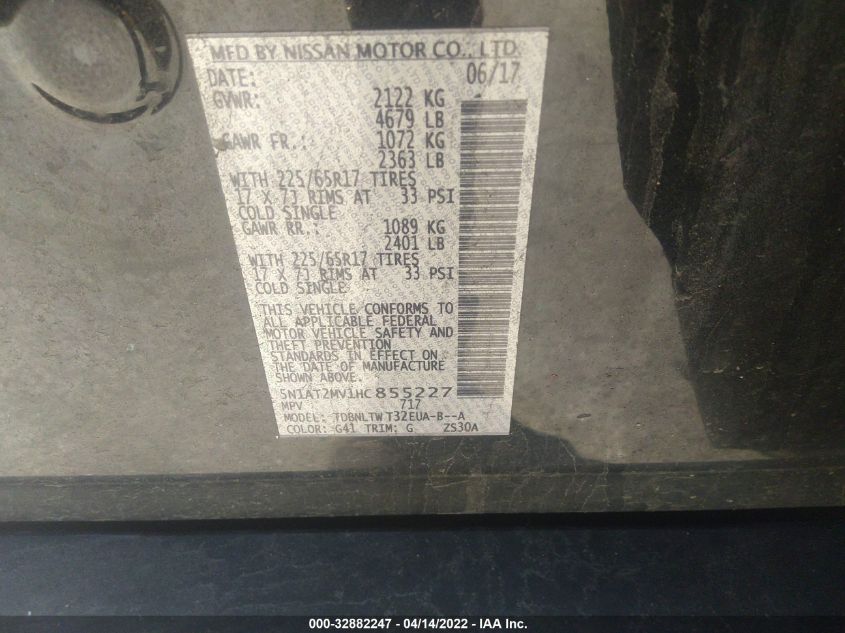 MFD BY NISSAN MOTOR CO., LTD.
DATE: 06/17
GVWR: 2122 KG
4679 LB
GAWR FR.: 1072 KG
2363 LB
WITH 225/65R17 TIRES
17 X 7J RIMS AT 33 PSI
COLD SINGLE
GAWR RR.: 1089 KG
2401 LB
WITH 225/65R17 TIRES
17 X 7J RIMS AT 33 PSI
COLD SINGLE
THIS VEHICLE CONFORMS TO
ALL APPLICABLE FEDERAL
MOTOR VEHICLE SAFETY AND
THEFT PREVENTION
STANDARDS IN EFFECT ON
THE DATE OF MANUFACTURE
SHOWN ABOVE.
5N1AT2MV1HC855227
MPV 717
MODEL: TDBNLTWT32EUA-B--A
COLOR: G41 TRIM: G ZS30A
000-32882247 - 04/14/2022 - IAA Inc.